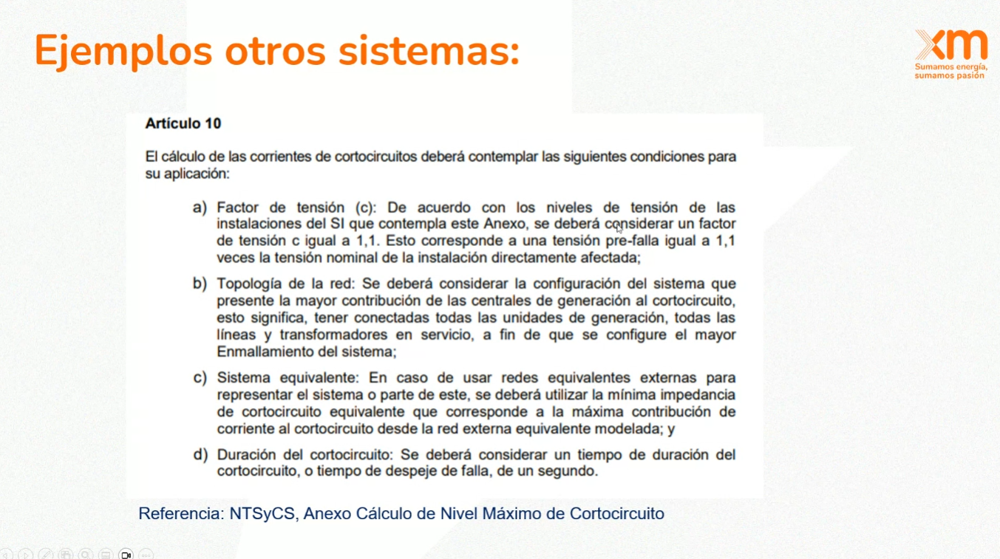 Ejemplos otros sistemas:
xm
Sumamos energía,
sumamos pasión
Artículo 10
El cálculo de las corrientes de cortocircuitos deberá contemplar las siguientes condiciones para
su aplicación:
a) Factor de tensión (c): De acuerdo con los niveles de tensión de las
instalaciones del SI que contempla este Anexo, se deberá considerar un factor
de tensión c igual a 1,1. Esto corresponde a una tensión pre-falla igual a 1,1
veces la tensión nominal de la instalación directamente afectada;
b) Topología de la red: Se deberá considerar la configuración del sistema que
presente la mayor contribución de las centrales de generación al cortocircuito,
esto significa, tener conectadas todas las unidades de generación, todas las
líneas y transformadores en servicio, a fin de que se configure el mayor
Enmallamiento del sistema;
c) Sistema equivalente: En caso de usar redes equivalentes externas para
representar el sistema o parte de este, se deberá utilizar la mínima impedancia
de cortocircuito equivalente que corresponde a la máxima contribución de
corriente al cortocircuito desde la red externa equivalente modelada; y
d) Duración del cortocircuito: Se deberá considerar un tiempo de duración del
cortocircuito, o tiempo de despeje de falla, de un segundo.
Referencia: NTSyCS, Anexo Cálculo de Nivel Máximo de Cortocircuito